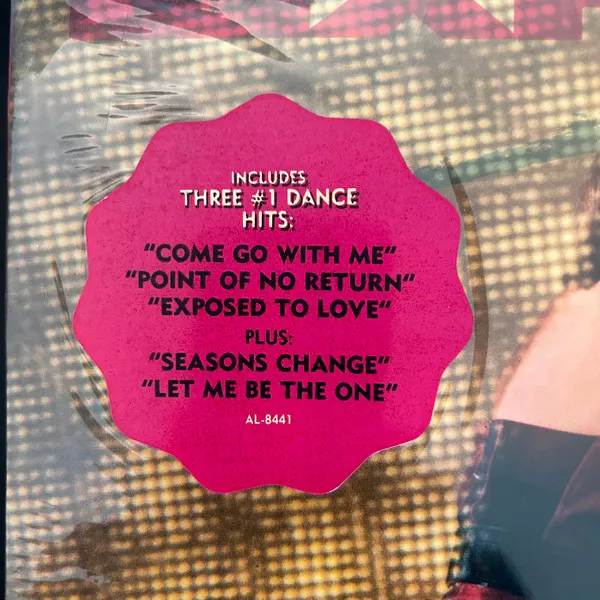 INCLUDES
THREE #1 DANCE
HITS:
"COME GO WITH ME"
"POINT OF NO RETURN"
"EXPOSED TO LOVE"
PLUS:
"SEASONS CHANGE"
"LET ME BE THE ONE"
AL-8441